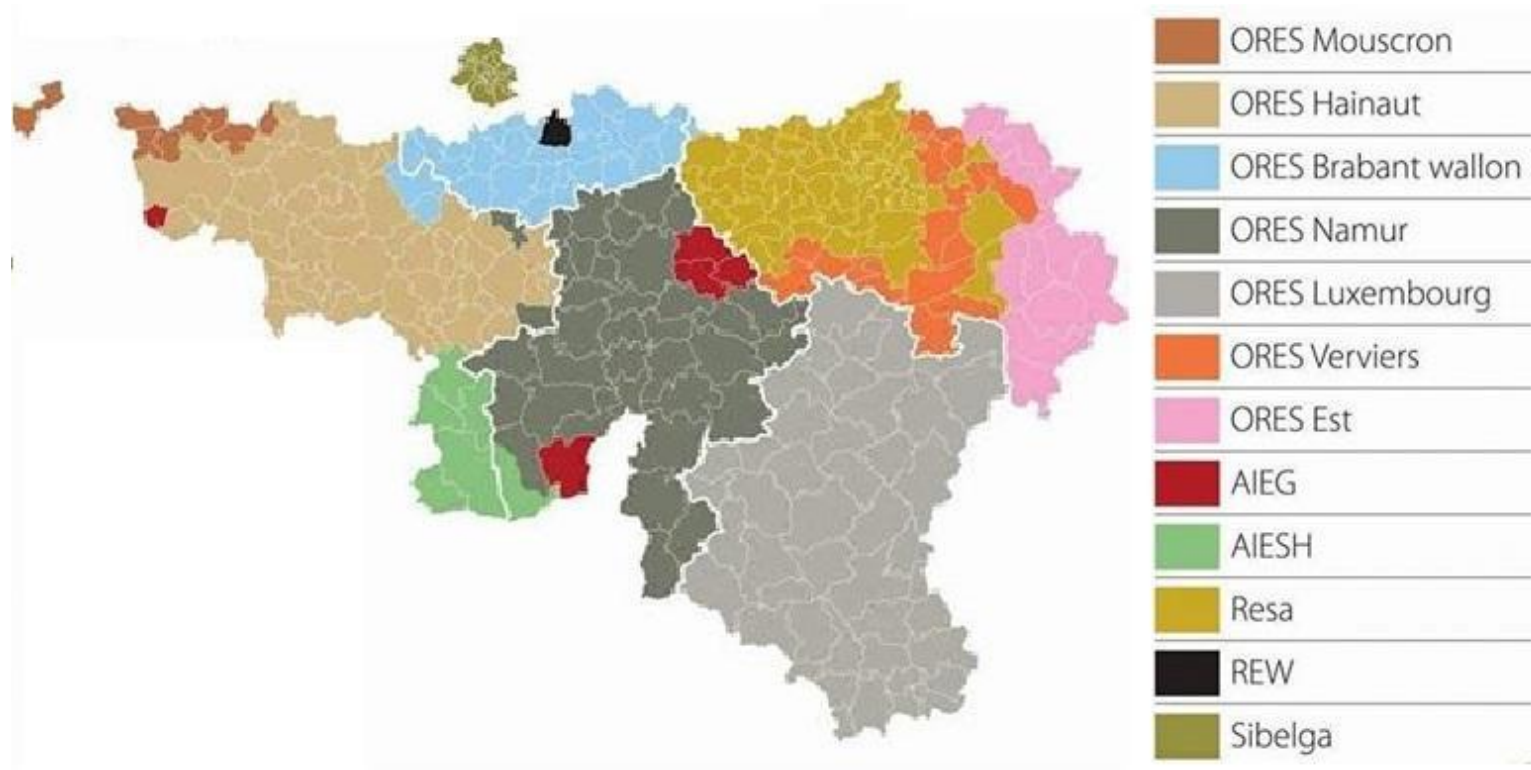 ORES Mouscron
ORES Hainaut
ORES Brabant wallon
ORES Namur
ORES Luxembourg
ORES Verviers
ORES Est
AIEG
AIESH
Resa
REW
Sibelga